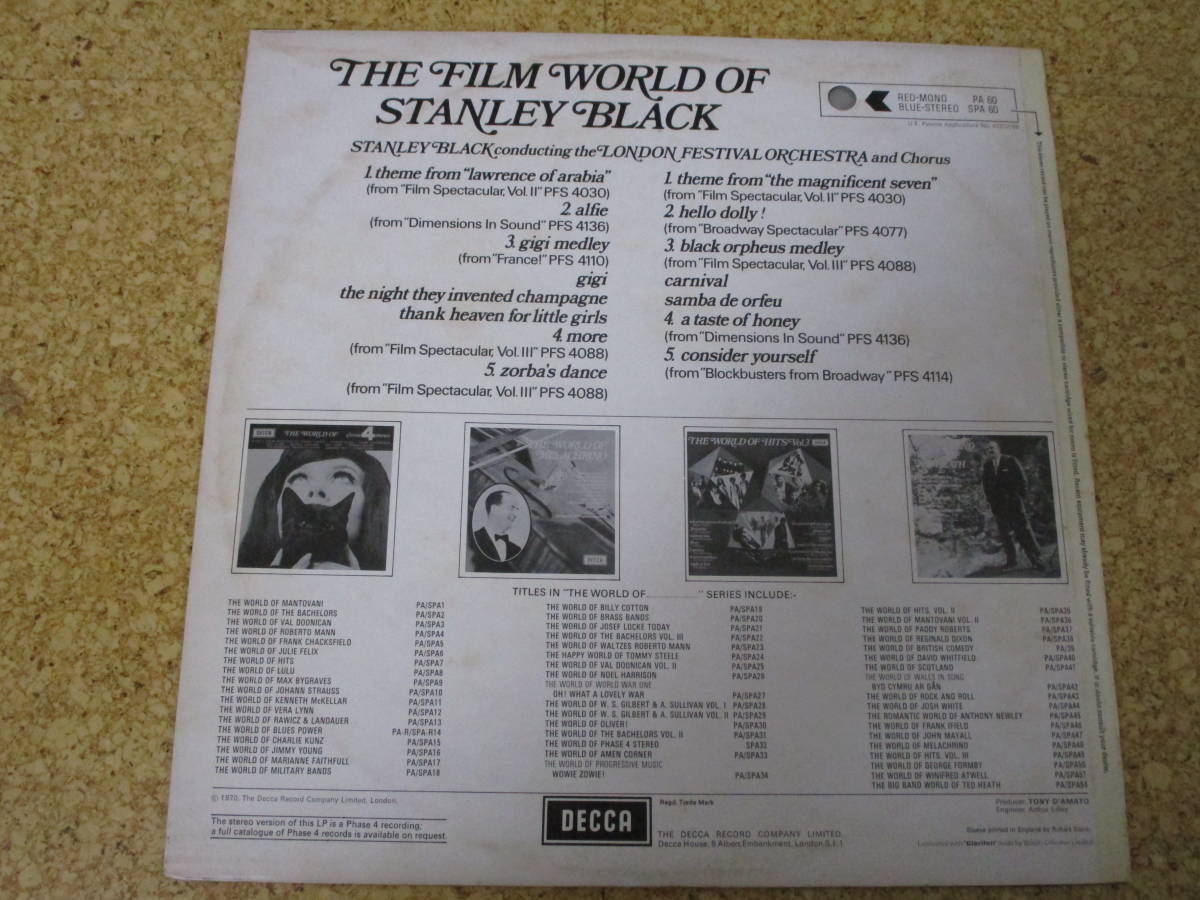 THE FILM WORLD OF
STANLEY BLACK
RED-MONO PA 60
BLUE-STEREO SPA 60
STANLEY BLACK conducting the LONDON FESTIVAL ORCHESTRA and Chorus
1. theme from "lawrence of arabia"
(from "Film Spectacular, Vol. II" PFS 4030)
2. alfie
(from "Dimensions In Sound" PFS 4136)
3. gigi medley
(from "France!" PFS 4110)
gigi
the night they invented champagne
thank heaven for little girls
4. more
(from "Film Spectacular, Vol. III" PFS 4088)
5. zorba's dance
(from "Film Spectacular, Vol. III" PFS 4088)
1. theme from "the magnificent seven"
(from "Film Spectacular, Vol. II" PFS 4030)
2. hello dolly!
(from "Broadway Spectacular" PFS 4077)
3. black orpheus medley
(from "Film Spectacular, Vol. III" PFS 4088)
carnival
samba de orfeu
4. a taste of honey
(from "Dimensions In Sound" PFS 4136)
5. consider yourself
(from "Blockbusters from Broadway" PFS 4114)
DECCA THE WORLD OF 4
THE WORLD OF
MELACHRINO
DECCA
THE WORLD OF HITS Vol.3
TITLES IN "THE WORLD OF............" SERIES INCLUDE:-
THE WORLD OF MANTOVANI PA/SPA1
THE WORLD OF THE BACHELORS PA/SPA2
THE WORLD OF VAL DOONICAN PA/SPA3
THE WORLD OF ROBERTO MANN PA/SPA4
THE WORLD OF FRANK CHACKSFIELD PA/SPA5
THE WORLD OF JULIE FELIX PA/SPA6
THE WORLD OF HITS PA/SPA7
THE WORLD OF LULU PA/SPA8
THE WORLD OF MAX BYGRAVES PA/SPA9
THE WORLD OF JOHANN STRAUSS PA/SPA10
THE WORLD OF KENNETH McKELLAR PA/SPA11
THE WORLD OF VERA LYNN PA/SPA12
THE WORLD OF RAWICZ & LANDAUER PA/SPA13
THE WORLD OF BLUES POWER PA-R/SPA-R14
THE WORLD OF CHARLIE KUNZ PA/SPA15
THE WORLD OF JIMMY YOUNG PA/SPA16
THE WORLD OF MARIANNE FAITHFULL PA/SPA17
THE WORLD OF MILITARY BANDS PA/SPA18
THE WORLD OF BILLY COTTON PA/SPA19
THE WORLD OF BRASS BANDS PA/SPA20
THE WORLD OF JOSEF LOCKE TODAY PA/SPA21
THE WORLD OF THE BACHELORS VOL. III PA/SPA22
THE WORLD OF WALTZES ROBERTO MANN PA/SPA23
THE HAPPY WORLD OF TOMMY STEELE PA/SPA24
THE WORLD OF VAL DOONICAN VOL. II PA/SPA25
THE WORLD OF NOEL HARRISON PA/SPA26
THE WORLD OF WORLD WAR ONE
OH! WHAT A LOVELY WAR PA/SPA27
THE WORLD OF W. S. GILBERT & A. SULLIVAN VOL. I PA/SPA28
THE WORLD OF W. S. GILBERT & A. SULLIVAN VOL. II PA/SPA29
THE WORLD OF OLIVER! PA/SPA30
THE WORLD OF THE BACHELORS VOL. II PA/SPA31
THE WORLD OF PHASE 4 STEREO SPA32
THE WORLD OF AMEN CORNER PA/SPA33
THE WORLD OF PROGRESSIVE MUSIC
WOWIE ZOWIE! PA/SPA34
THE WORLD OF HITS. VOL. II PA/SPA35
THE WORLD OF MANTOVANI VOL. II PA/SPA36
THE WORLD OF PADDY ROBERTS PA/SPA37
THE WORLD OF REGINALD DIXON PA/SPA38
THE WORLD OF BRITISH COMEDY PA/39
THE WORLD OF DAVID WHITFIELD PA/SPA40
THE WORLD OF SCOTLAND PA/SPA41
THE WORLD OF WALES IN SONG
BYD CYMRU AR GÂN PA/SPA42
THE WORLD OF ROCK AND ROLL PA/SPA43
THE WORLD OF JOSH WHITE PA/SPA44
THE ROMANTIC WORLD OF ANTHONY NEWLEY PA/SPA45
THE WORLD OF FRANK IFIELD PA/SPA46
THE WORLD OF JOHN MAYALL PA/SPA47
THE WORLD OF MELACHRINO PA/SPA48
THE WORLD OF HITS. VOL. III PA/SPA49
THE WORLD OF GEORGE FORMBY PA/SPA50
THE WORLD OF WINIFRED ATWELL PA/SPA51
THE BIG BAND WORLD OF TED HEATH PA/SPA54
© 1970, The Decca Record Company Limited, London.
The stereo version of this LP is a Phase 4 recording,
a full catalogue of Phase 4 records is available on request.
DECCA
Regd. Trade Mark
THE DECCA RECORD COMPANY LIMITED,
Decca House, 9 Albert Embankment, London S.E.1
Producer: TONY D'AMATO
Engineer: Arthur Lilley
Sleeve printed in England by Robert Stace